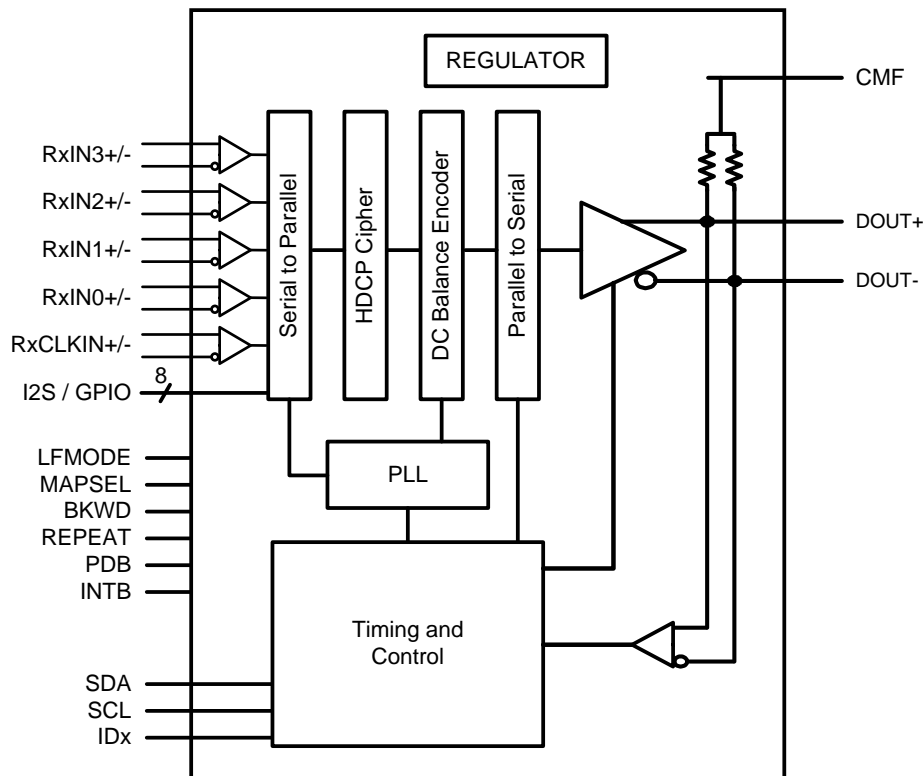 REGULATOR
CMF
RxIN3+/-
RxIN2+/-
RxIN1+/-
RxIN0+/-
RxCLKIN+/-
I2S / GPIO
8
Serial to Parallel
HDCP Cipher
DC Balance Encoder
Parallel to Serial
DOUT+
DOUT-
LFMODE
MAPSEL
BKWD
REPEAT
PDB
INTB
PLL
Timing and
Control
SDA
SCL
IDx